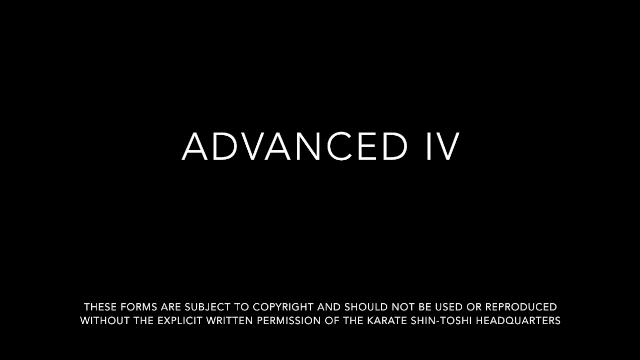 ADVANCED IV
THESE FORMS ARE SUBJECT TO COPYRIGHT AND SHOULD NOT BE USED OR REPRODUCED
WITHOUT THE EXPLICIT WRITTEN PERMISSION OF THE KARATE SHIN-TOSHI HEADQUARTERS